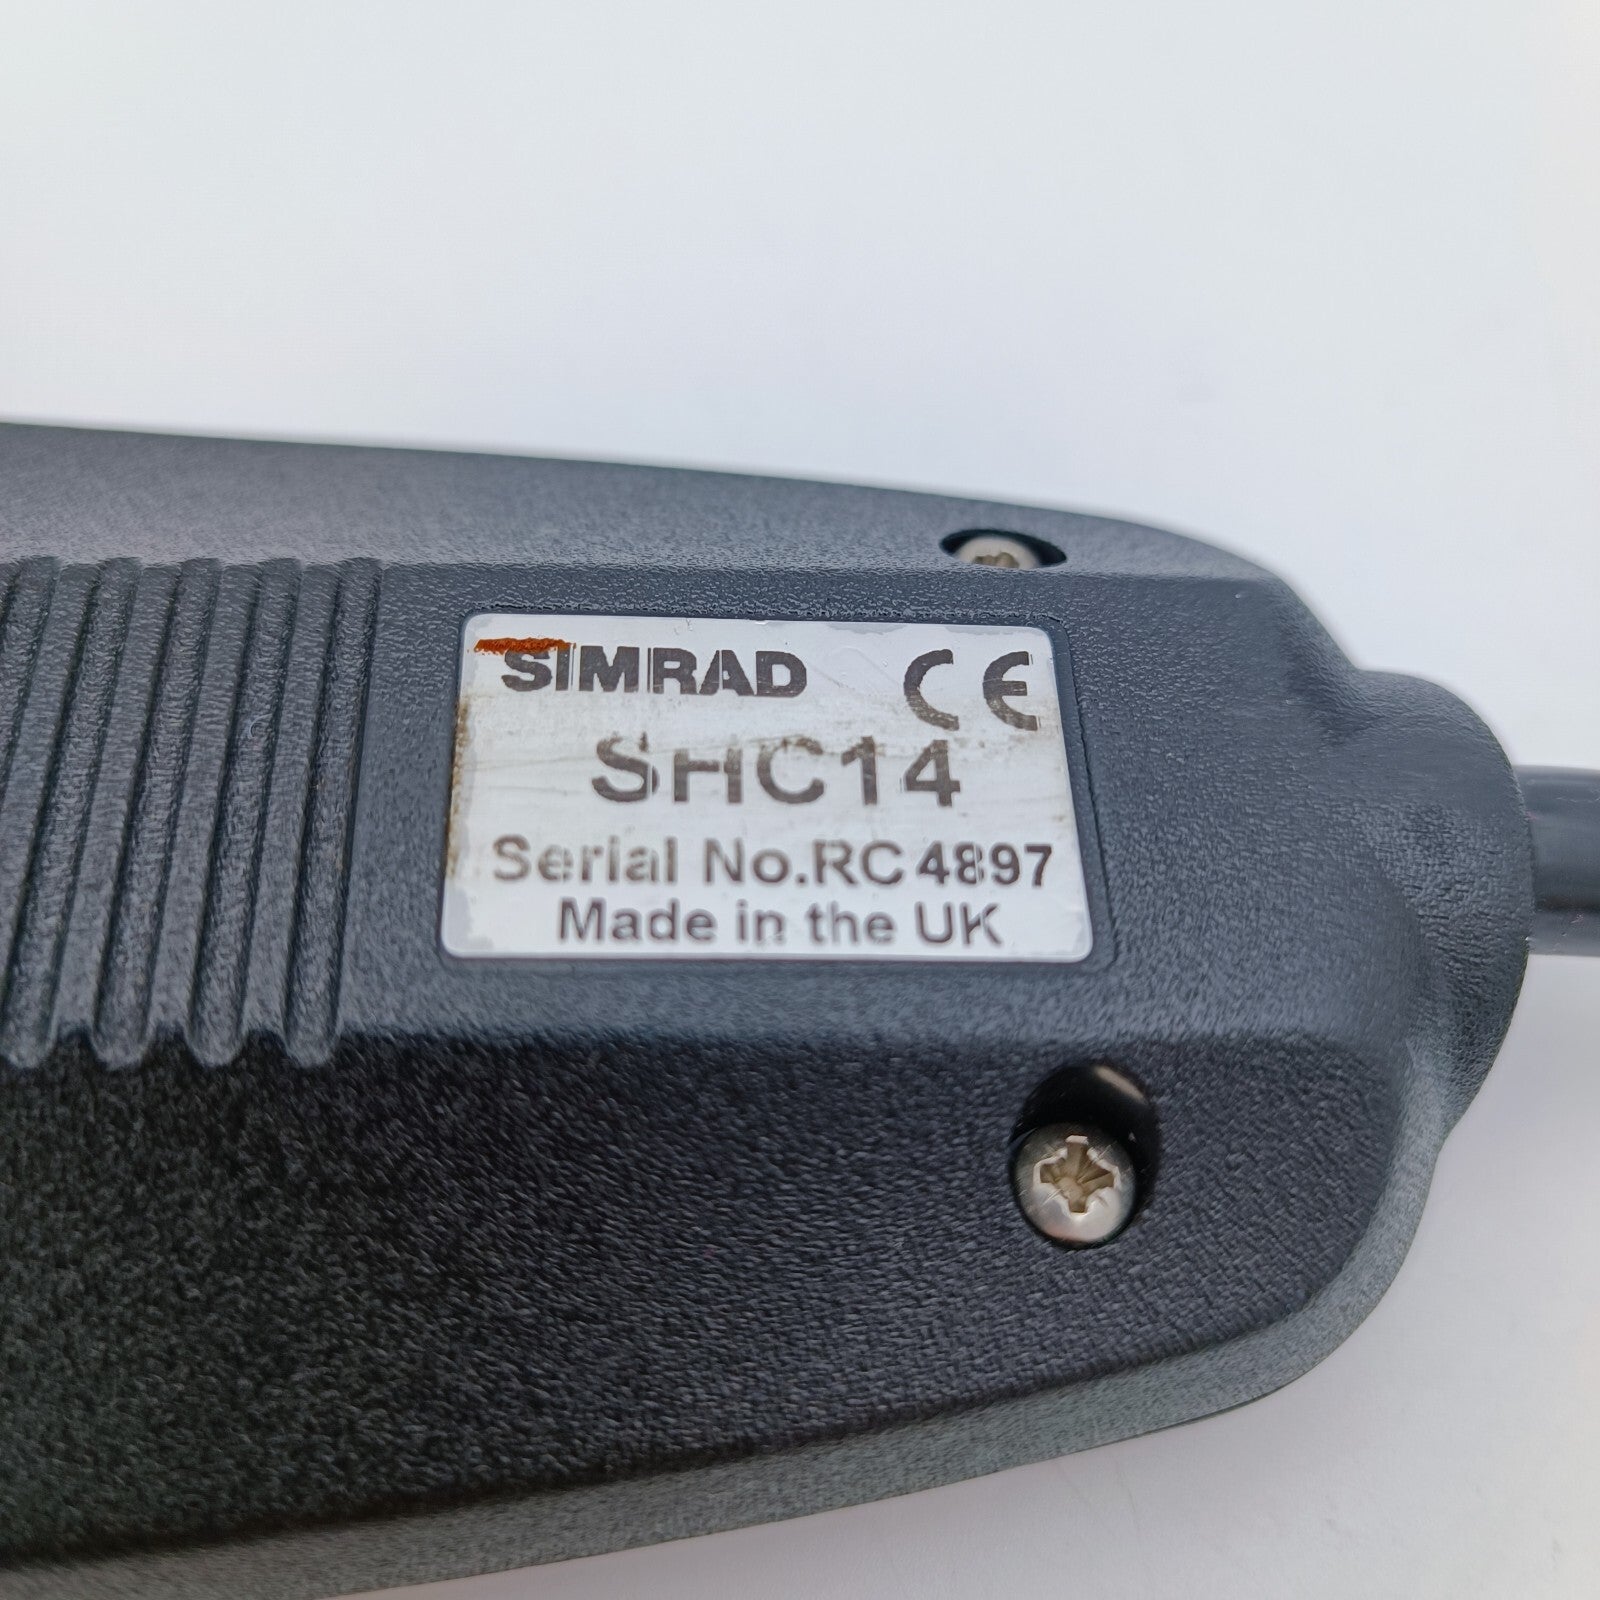 SIMRAD CE
SHC14
Serial No.RC4897
Made in the UK